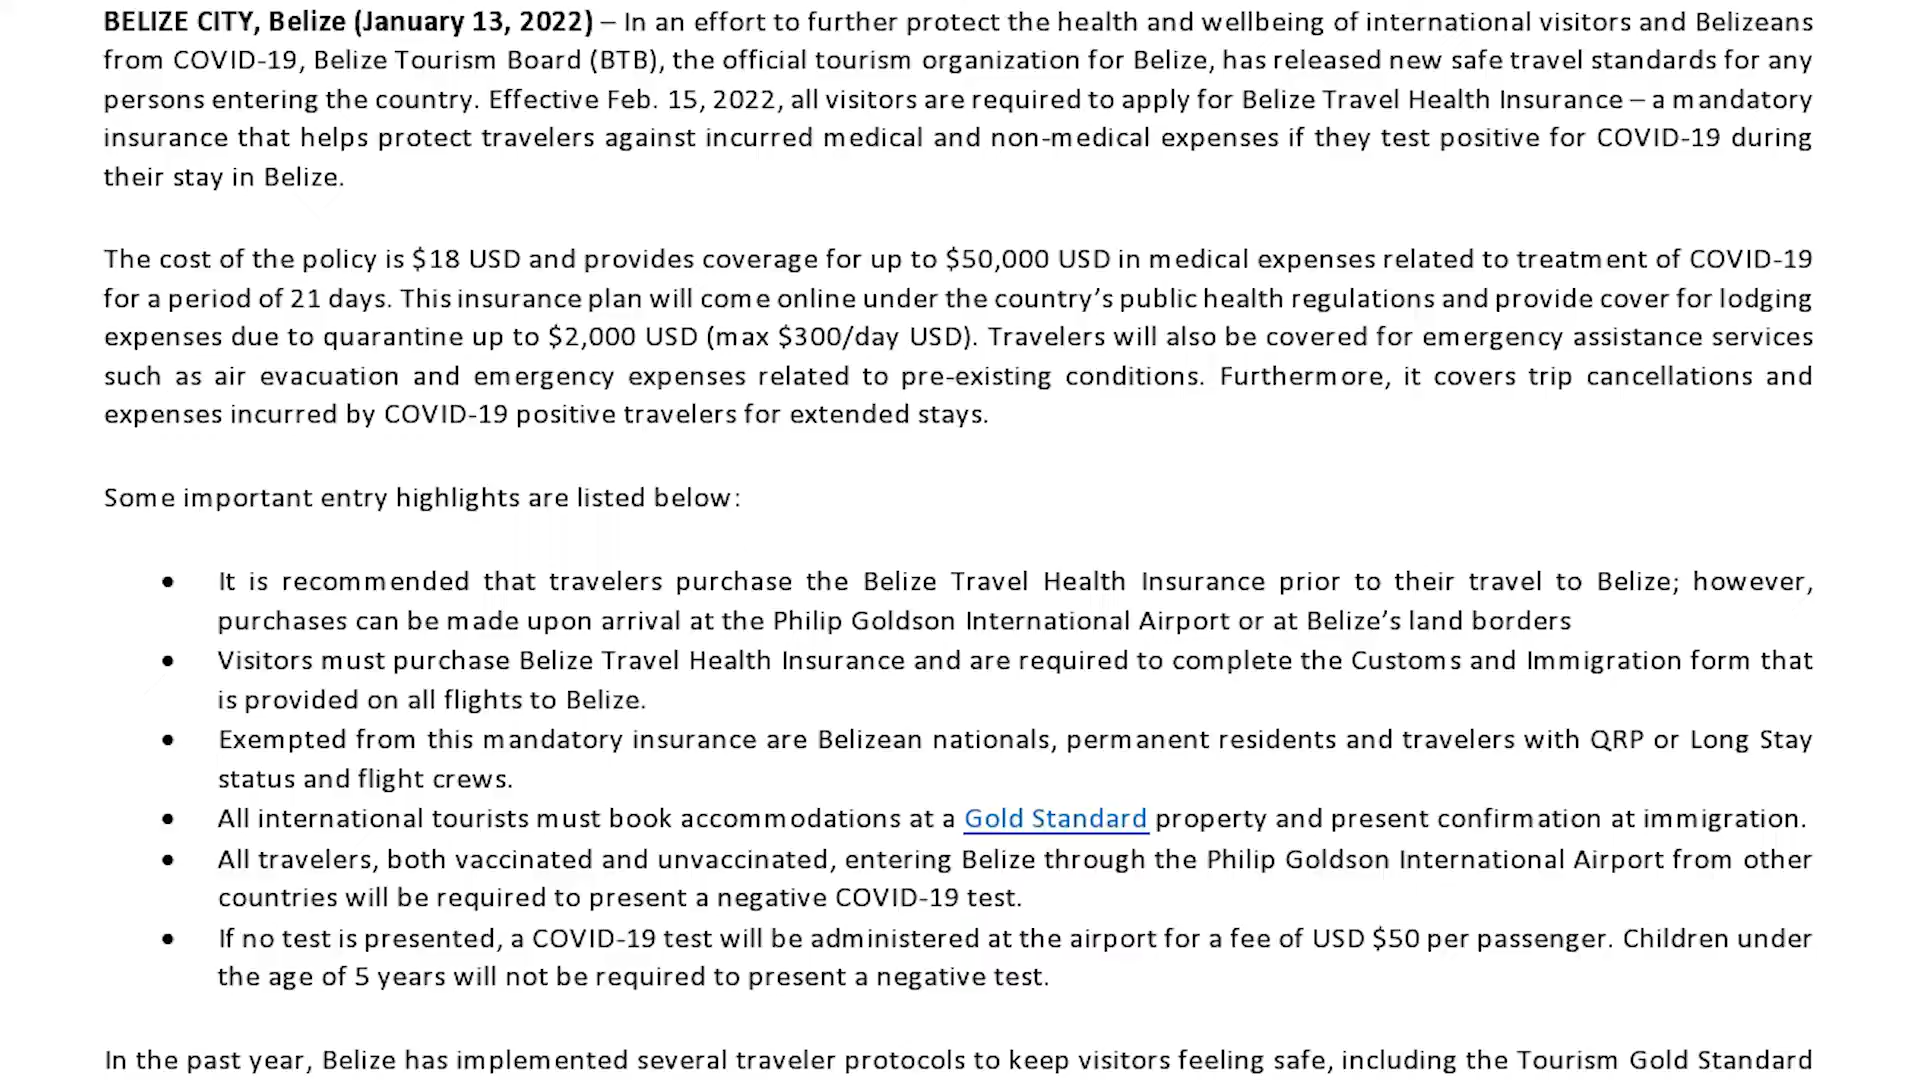 BELIZE CITY, Belize (January 13, 2022) – In an effort to further protect the health and wellbeing of international visitors and Belizeans
from COVID-19, Belize Tourism Board (BTB), the official tourism organization for Belize, has released new safe travel standards for any
persons entering the country. Effective Feb. 15, 2022, all visitors are required to apply for Belize Travel Health Insurance – a mandatory
insurance that helps protect travelers against incurred medical and non-medical expenses if they test positive for COVID-19 during
their stay in Belize.
The cost of the policy is $18 USD and provides coverage for up to $50,000 USD in medical expenses related to treatment of COVID-19
for a period of 21 days. This insurance plan will come online under the country’s public health regulations and provide cover for lodging
expenses due to quarantine up to $2,000 USD (max $300/day USD). Travelers will also be covered for emergency assistance services
such as air evacuation and emergency expenses related to pre-existing conditions. Furthermore, it covers trip cancellations and
expenses incurred by COVID-19 positive travelers for extended stays.
Some important entry highlights are listed below:
• It is recommended that travelers purchase the Belize Travel Health Insurance prior to their travel to Belize; however,
purchases can be made upon arrival at the Philip Goldson International Airport or at Belize’s land borders
• Visitors must purchase Belize Travel Health Insurance and are required to complete the Customs and Immigration form that
is provided on all flights to Belize.
• Exempted from this mandatory insurance are Belizean nationals, permanent residents and travelers with QRP or Long Stay
status and flight crews.
• All international tourists must book accommodations at a Gold Standard property and present confirmation at immigration.
• All travelers, both vaccinated and unvaccinated, entering Belize through the Philip Goldson International Airport from other
countries will be required to present a negative COVID-19 test.
• If no test is presented, a COVID-19 test will be administered at the airport for a fee of USD $50 per passenger. Children under
the age of 5 years will not be required to present a negative test.
In the past year, Belize has implemented several traveler protocols to keep visitors feeling safe, including the Tourism Gold Standard